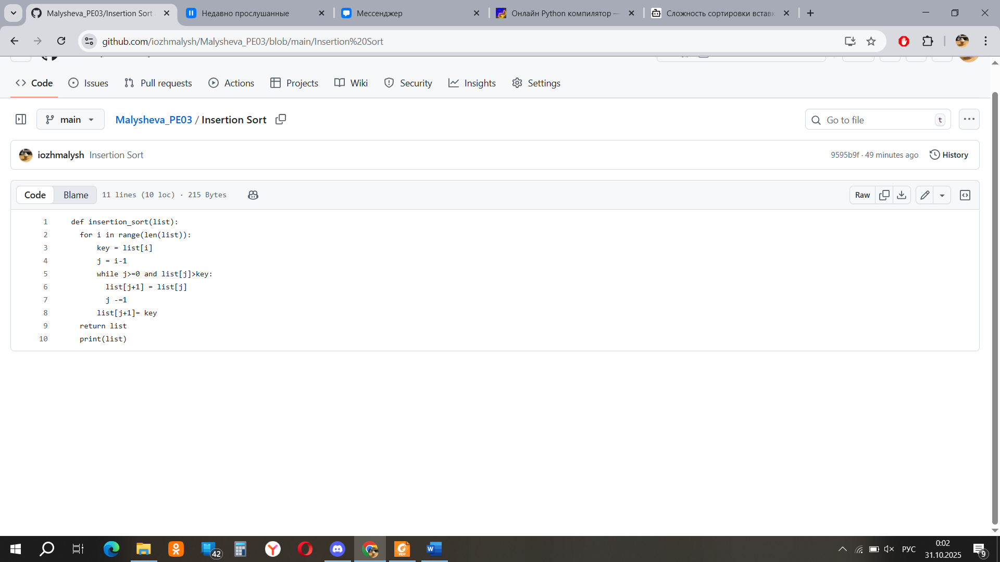 Malysheva_PE03/Insertion Sort
Недавно прослушанные
Мессенджер
Онлайн Python компилятор —
Сложность сортировки вставк
github.com/iozhmalysh/Malysheva_PE03/blob/main/Insertion%20Sort
Code
Issues
Pull requests
Actions
Projects
Wiki
Security
Insights
Settings
main
Malysheva_PE03 / Insertion Sort
Go to file
t
iozhmalysh Insertion Sort
9595b9f · 49 minutes ago
History
Code
Blame
11 lines (10 loc) · 215 Bytes
Raw
1 def insertion_sort(list):
2 for i in range(len(list)):
3 key = list[i]
4 j = i-1
5 while j>=0 and list[j]>key:
6 list[j+1] = list[j]
7 j -=1
8 list[j+1]= key
9 return list
10 print(list)
42
PDF
W
РУС
0:02
31.10.2025
9